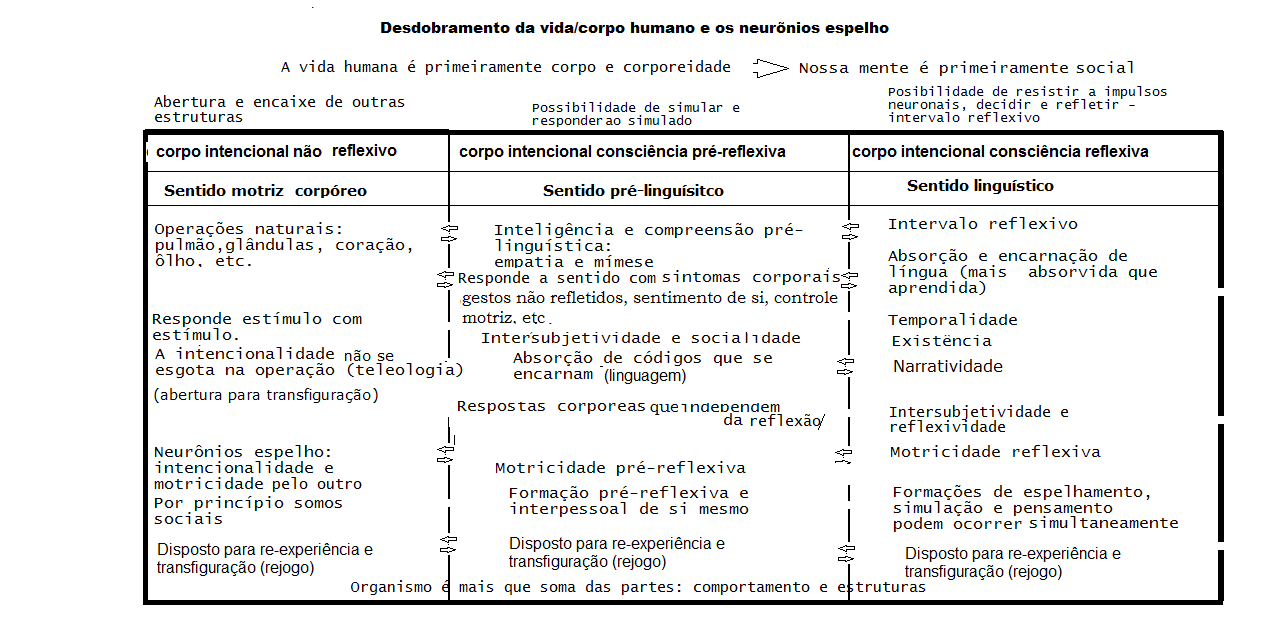 Desdobramento da vida/corpo humano e os neurõnios espelho
A vida humana é primeiramente corpo e corporeidade
Nossa mente é primeiramente social
Abertura e encaixe de outras
estruturas
Possibilidade de simular e
responderao simulado
Posibilidade de resistir a impulsos
neuronais, decidir e refletir –
intervalo reflexivo
corpo intencional não reflexivo
Sentido motriz corpóreo
Operações naturais:
pulmão,glândulas, coração,
ôlho, etc.
Responde estímulo com
estímulo.
A intencionalidade não se
esgota na operação (teleologia)
(abertura para transfiguração)
Neurônios espelho:
intencionalidade e
motricidade pelo outro
Por princípio somos
sociais
Disposto para re-experiência e
transfiguração (rejogo)
corpo intencional consciência pré-reflexiva
Sentido pré-linguísitco
Inteligência e compreensão pré-
linguística:
empatia e mímese
Responde a sentido com sintomas corporais
gestos não refletidos, sentimento de si, controle
motriz, etc.
Intersubjetividade e socialidade
Absorção de códigos que se
encarnam (linguagem)
Respostas corpóreas queindependem
da reflexão/
Motricidade pré-reflexiva
Formação pré-reflexiva e
interpessoal de si mesmo
Disposto para re-experiência e
transfiguração (rejogo)
corpo intencional consciência reflexiva
Sentido linguístico
Intervalo reflexivo
Absorção e encarnação de
língua (mais absorvida que
aprendida)
Temporalidade
Existência
Narratividade
Intersubjetividade e
reflexividade
Motricidade reflexiva
Formações de espelhamento,
simulação e pensamento
podem ocorrer simultaneamente
Disposto para re-experiência e
transfiguração (rejogo)
Organismo é mais que soma das partes: comportamento e estruturas